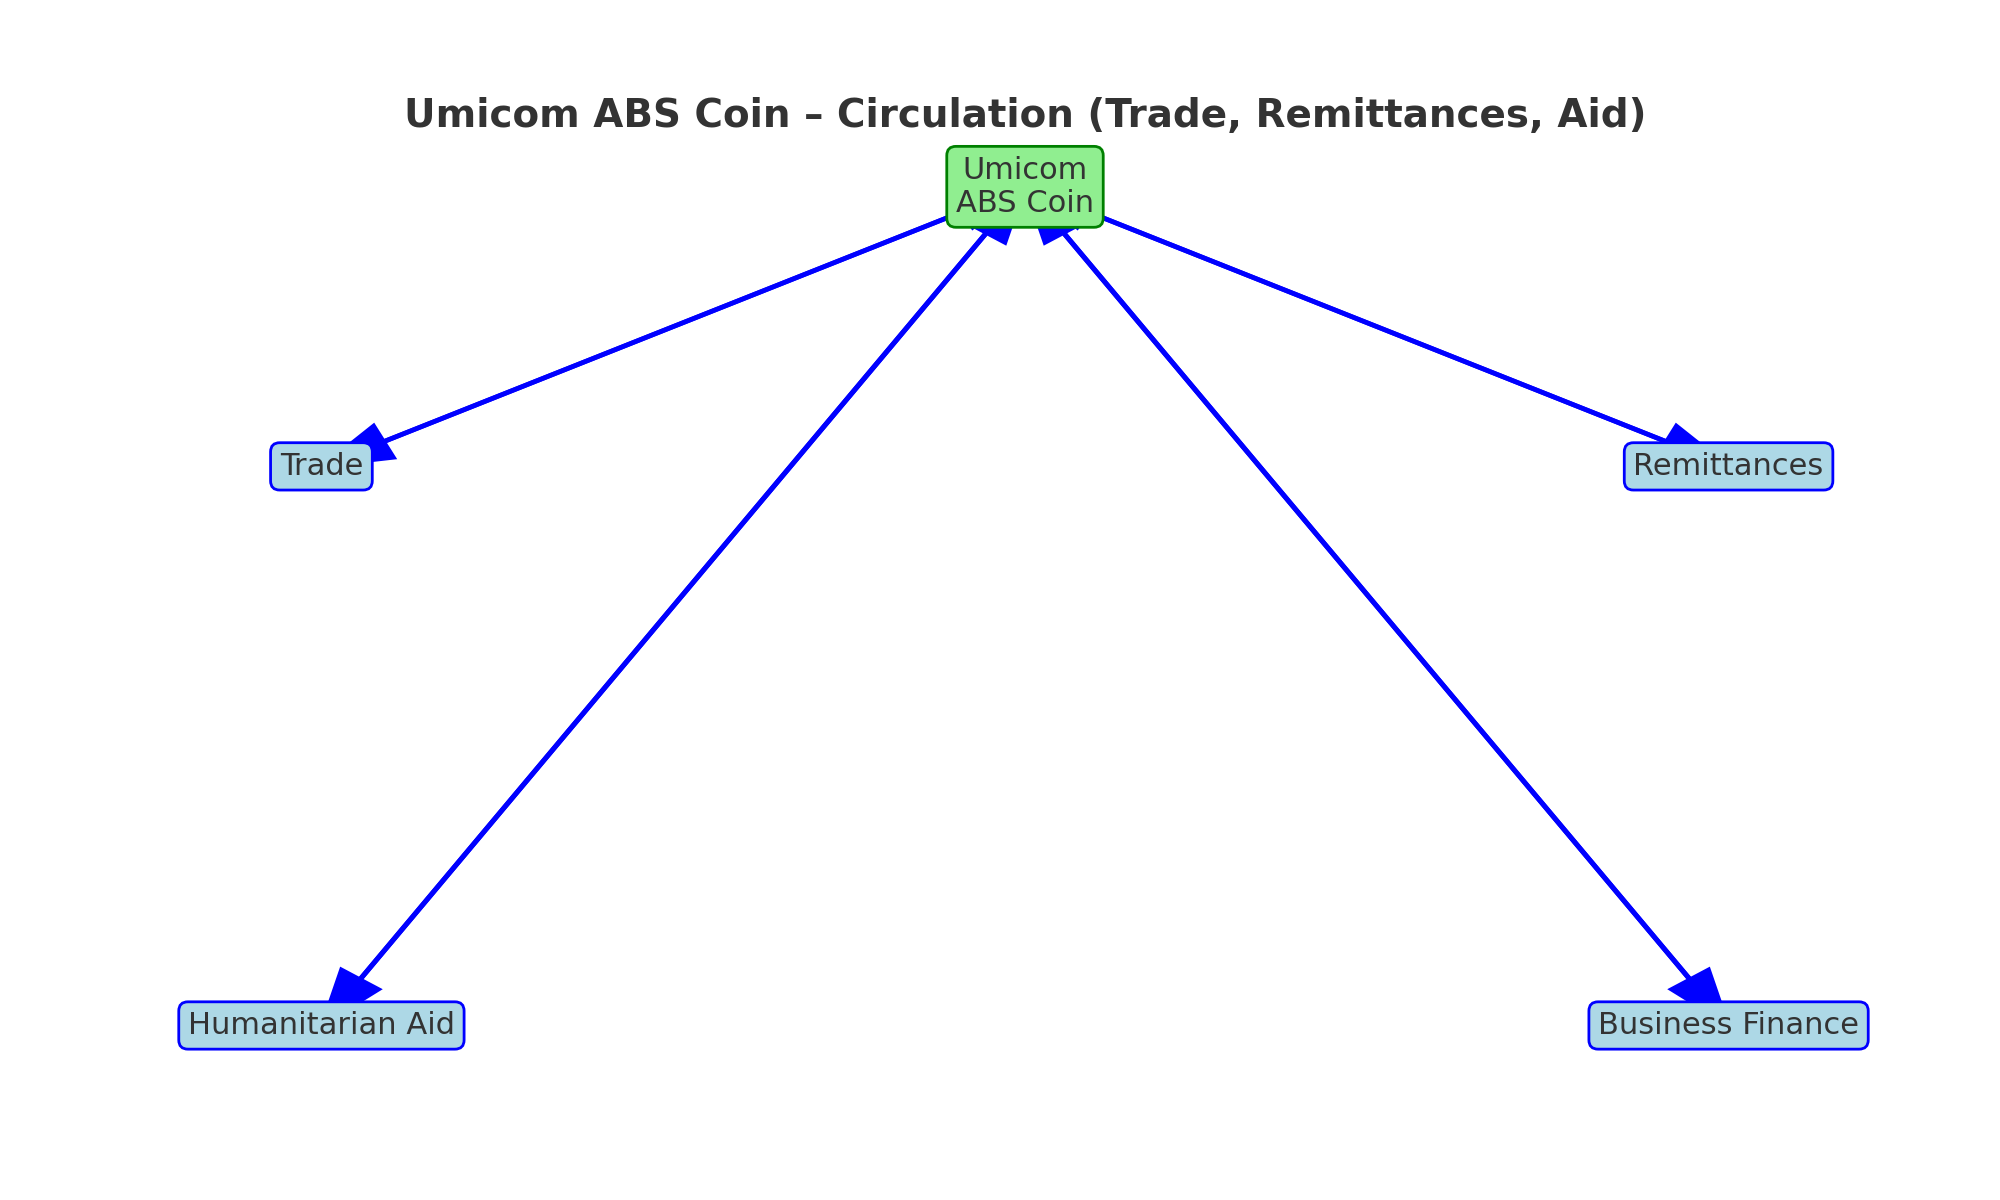 Umicom ABS Coin – Circulation (Trade, Remittances, Aid)
Umicom
ABS Coin
Trade
Remittances
Humanitarian Aid
Business Finance